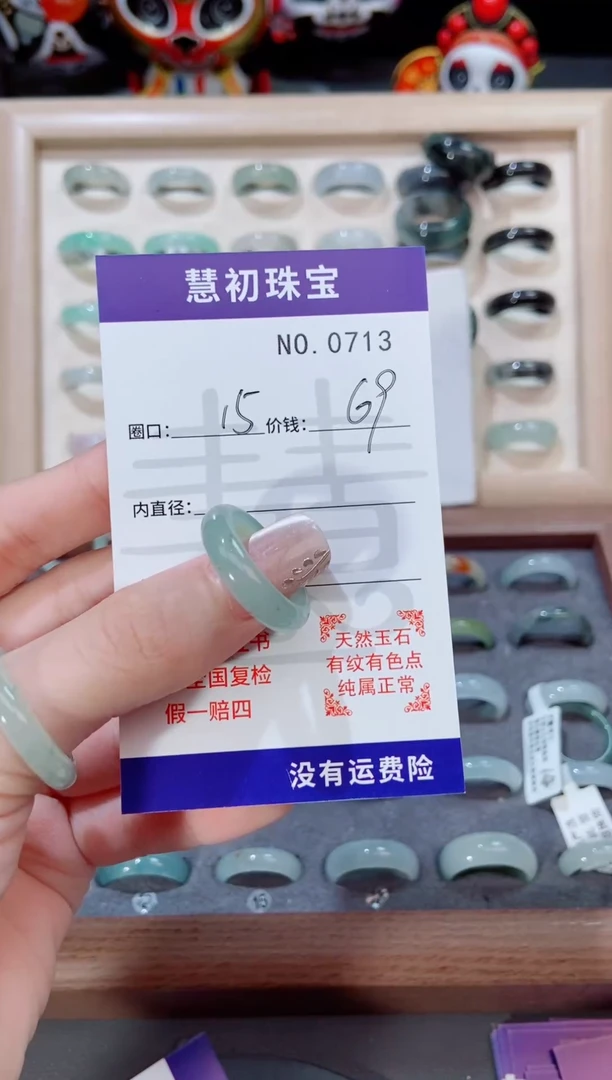 慧初珠宝
NO.0713
圈口: 15 价钱: 69
内直径:
书
全国复检
假一赔四
天然玉石
有纹有色点
纯属正常
没有运费险